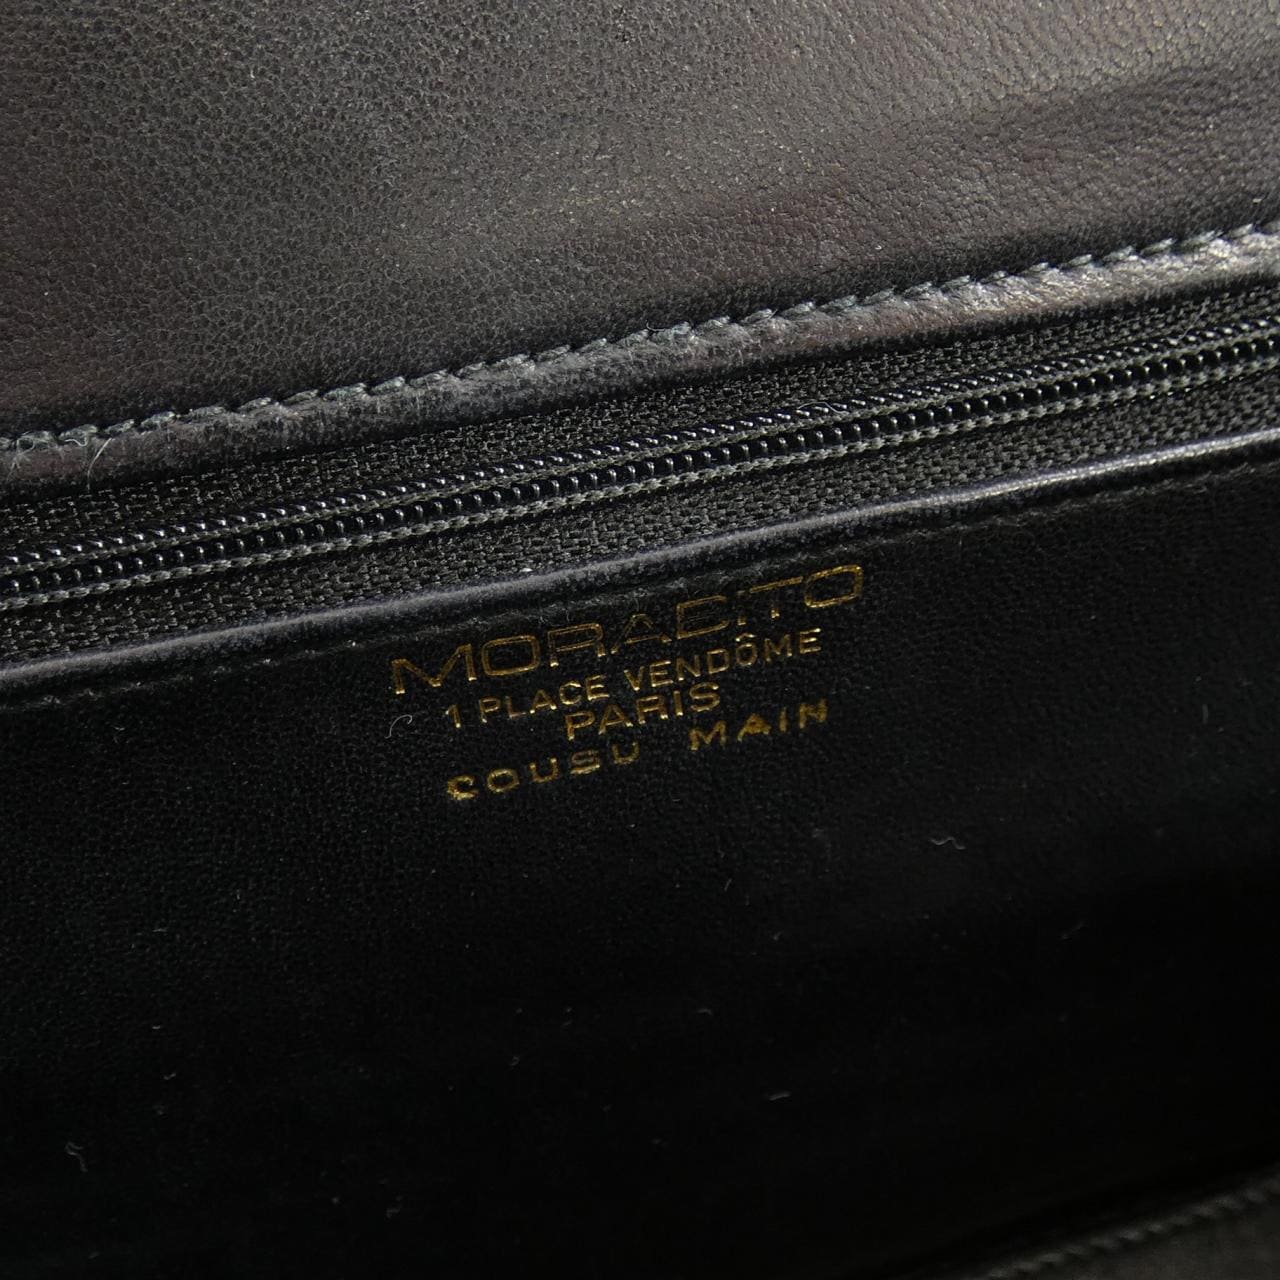 MORABITO
1 PLACE VENDÔME
PARIS
COUSU MAIN